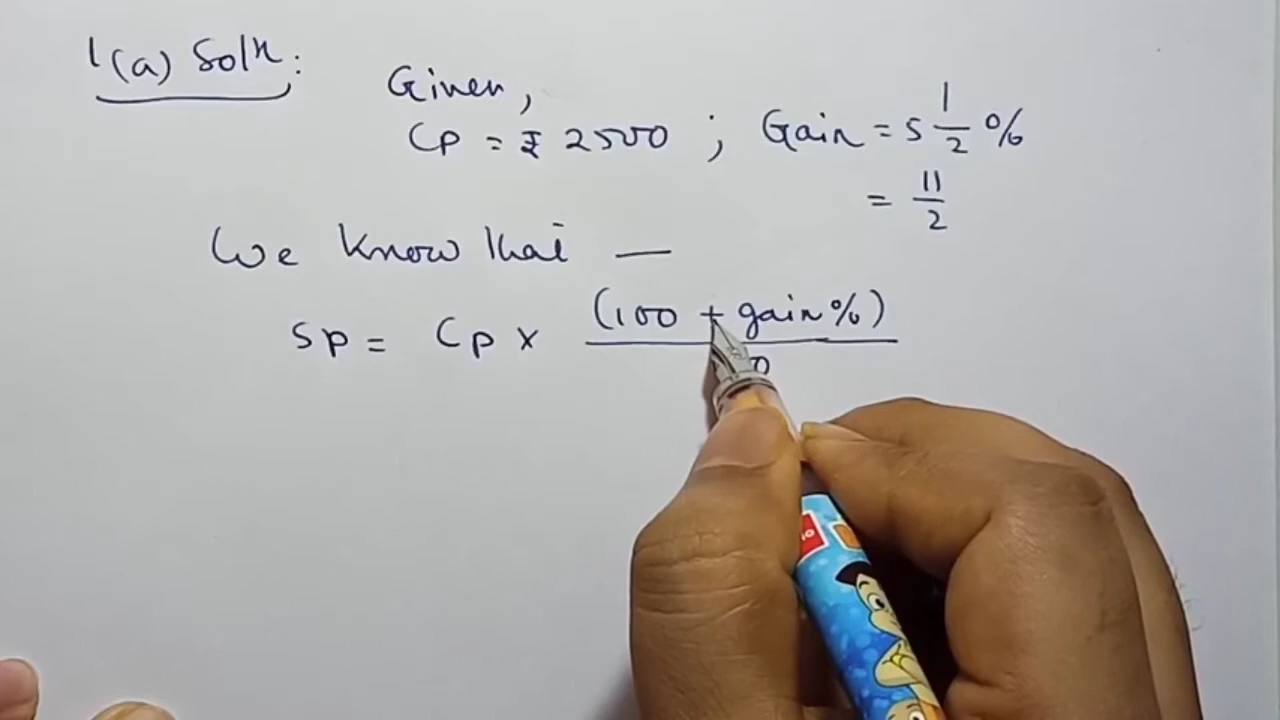 1(a) Soln:
Given,
Cp = ₹ 2500 ; Gain = 5 1/2 %
= 11/2
We know that —
Sp = Cp × (100 + gain%)